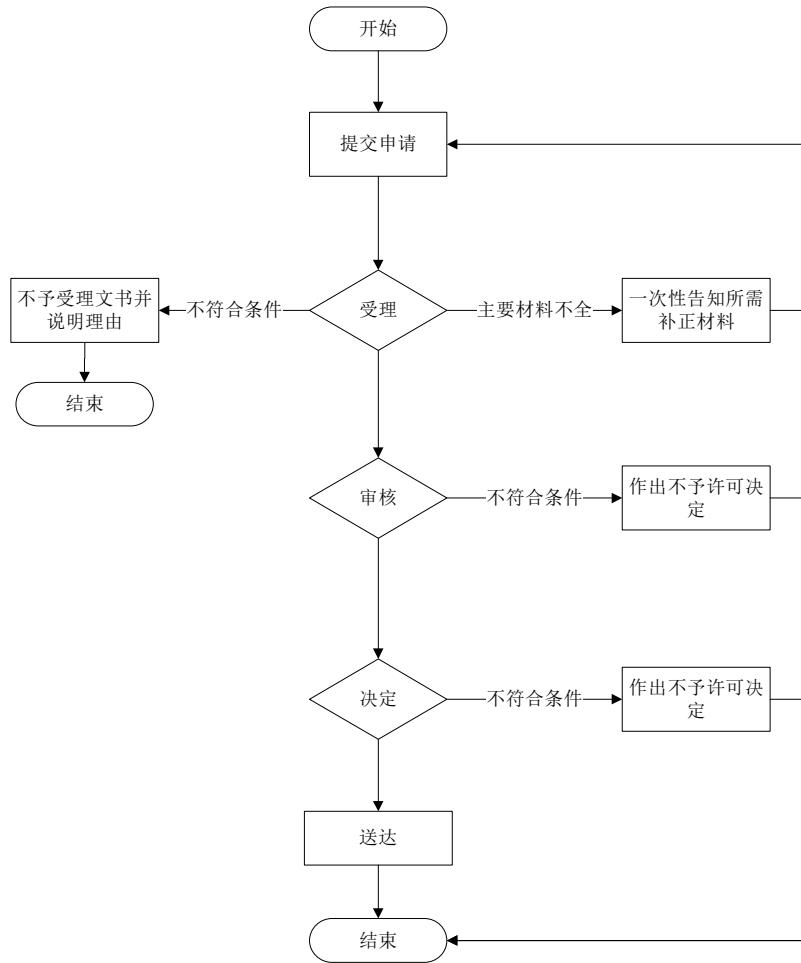 开始
提交申请
不予受理文书并
说明理由
不符合条件
受理
主要材料不全
一次性告知所需
补正材料
结束
审核
不符合条件
作出不予许可决
定
决定
不符合条件
作出不予许可决
定
送达
结束